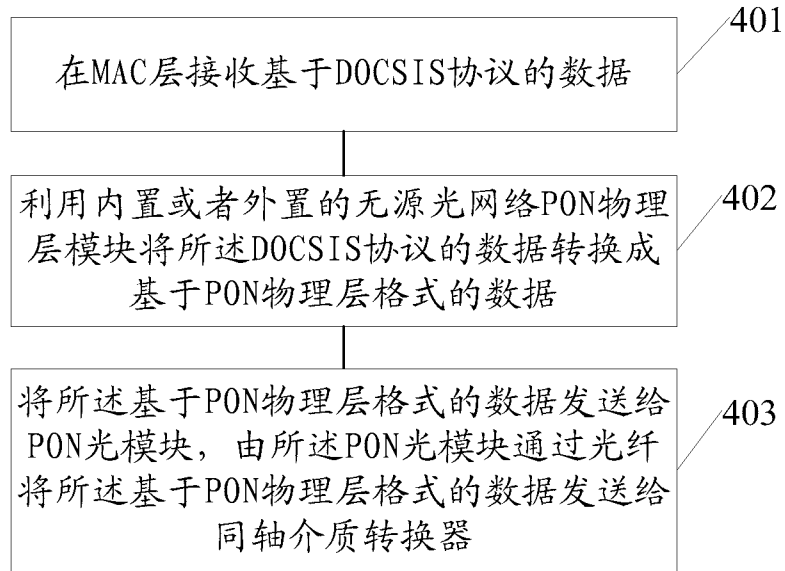 401
在MAC层接收基于DOCSIS协议的数据
402
利用内置或者外置的无源光网络PON物理
层模块将所述DOCSIS协议的数据转换成
基于PON物理层格式的数据
403
将所述基于PON物理层格式的数据发送给
PON光模块，由所述PON光模块通过光纤
将所述基于PON物理层格式的数据发送给
同轴介质转换器